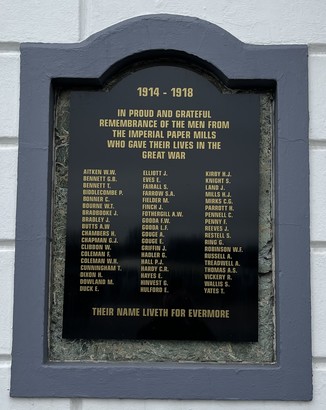 1914 - 1918
IN PROUD AND GRATEFUL
REMEMBRANCE OF THE MEN FROM
THE IMPERIAL PAPER MILLS
WHO GAVE THEIR LIVES IN THE
GREAT WAR
AITKEN W.W.
BENNETT C.R.
BENNETT T.
BIDDLECOMBE P.
BONNER C.
BOURNE W.T.
BRADBROOKE J.
BRADLEY J.
BUTTS A.W
CHAMBERS H.
CHAPMAN G.J.
CLIBBON W.
COLEMAN F.
COLEMAN W.H.
CUNNINGHAM T.
DIXON H.
DOWLAND M.
DUCK E.
ELLIOTT J.
EVES E.
FAIRALL S.
FARROW S.A.
FIELDER M.
FINCH J.
FOTHERGILL A.W.
GOODA F.W.
GOODA L.F.
GOUGE A.
GOUGE E.
GRIFFIN J.
HADLER G.
HALL P.J.
HARDY C.R.
HAYES E.
HINVEST G.
HULFORD E.
KIRBY H.J.
KNIGHT S.
LAND J.
MILLS H.J.
MORKS C.G.
PARROTT H.
PENNELL C.
PENNY F.
REEVES J.
RESTELL S.
RING G.
ROBINSON W.J.
RUSSELL A.
TREADWELL A.
THOMAS A.S.
VICKERY R.
WALLIS S.
YATES T.
THEIR NAME LIVETH FOR EVERMORE